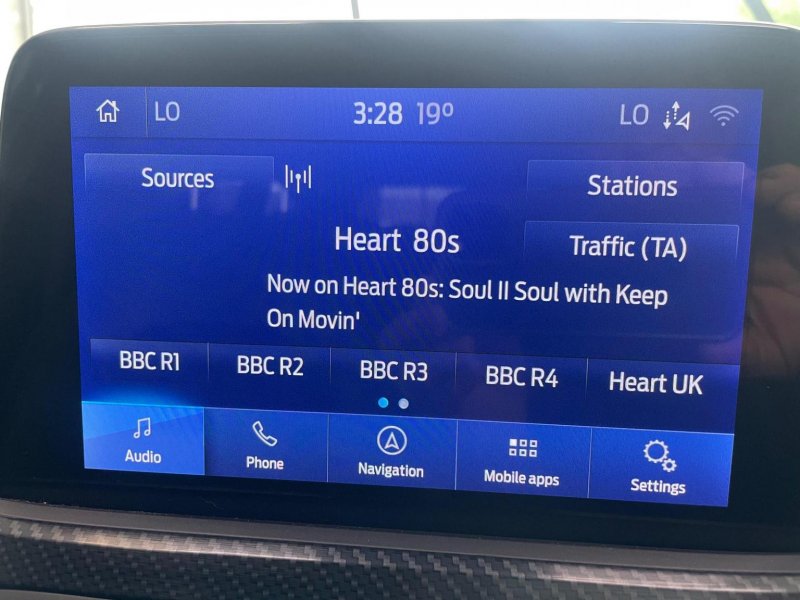 LO 3:28 19° LO
Sources Stations
Heart 80s Traffic (TA)
Now on Heart 80s: Soul II Soul with Keep
On Movin'
BBC R1 BBC R2 BBC R3 BBC R4 Heart UK
Audio Phone Navigation Mobile apps Settings